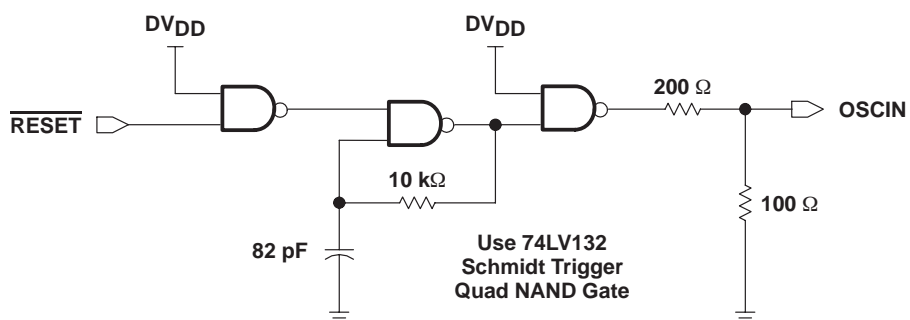 DVDD
DVDD
200 Ω
RESET
OSCIN
10 kΩ
100 Ω
82 pF
Use 74LV132
Schmidt Trigger
Quad NAND Gate